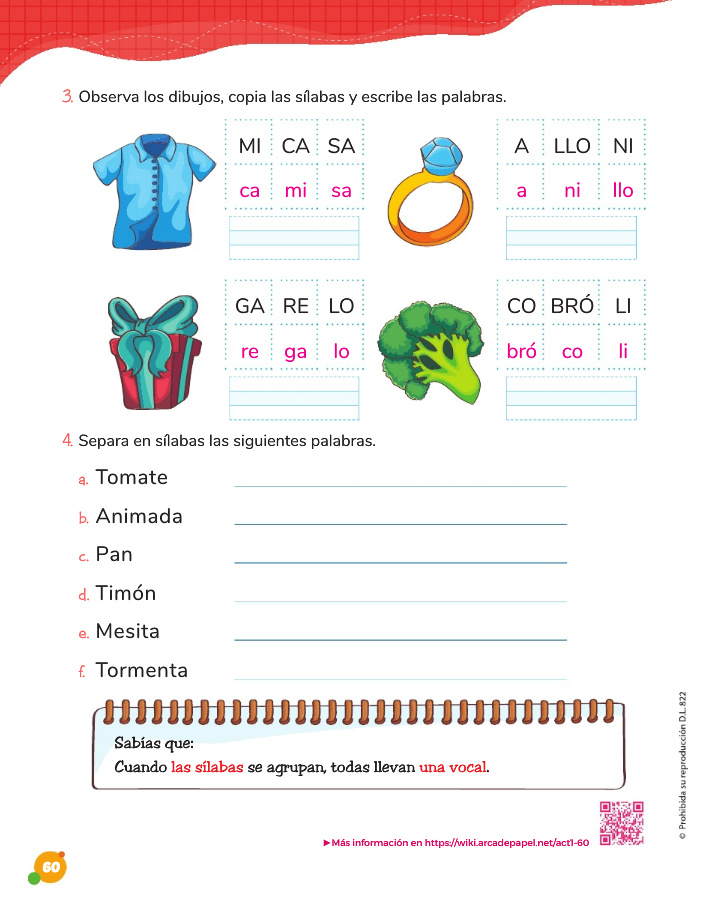 3. Observa los dibujos, copia las sílabas y escribe las palabras.
MI CA SA
ca mi sa
A LLO NI
a ni llo
GA RE LO
re ga lo
CO BRÓ LI
bró co li
4. Separa en sílabas las siguientes palabras.
a. Tomate
b. Animada
c. Pan
d. Timón
e. Mesita
f. Tormenta
Sabías que:
Cuando las sílabas se agrupan, todas llevan una vocal.
▶Más información en https://wiki.arcadepapel.net/act1-60
60
© Prohibida su reproducción D.L. 822